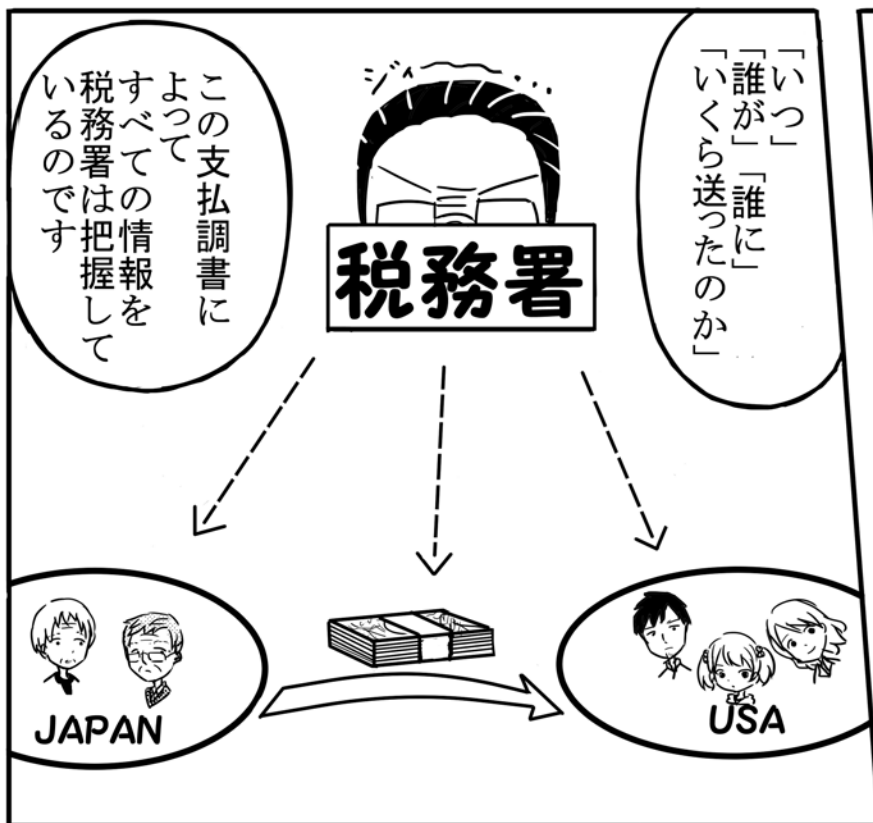 「いつ」
「誰が」「誰に」
「いくら送ったのか」
ジィー…
税務署
この支払調書に
よって
すべての情報を
税務署は把握して
いるのです
JAPAN
USA